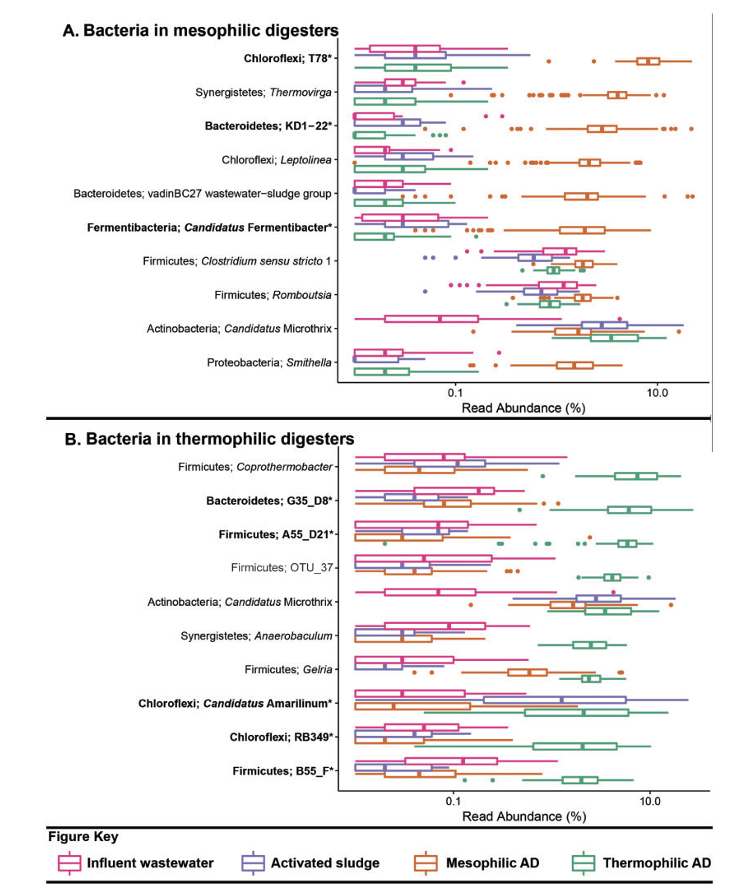 A. Bacteria in mesophilic digesters
Chloroflexi; T78*
Synergistetes; Thermovirga
Bacteroidetes; KD1−22*
Chloroflexi; Leptolinea
Bacteroidetes; vadinBC27 wastewater−sludge group
Fermentibacteria; Candidatus Fermentibacter*
Firmicutes; Clostridium sensu stricto 1
Firmicutes; Romboutsia
Actinobacteria; Candidatus Microthrix
Proteobacteria; Smithella
0.1 10.0
Read Abundance (%)
B. Bacteria in thermophilic digesters
Firmicutes; Coprothermobacter
Bacteroidetes; G35_D8*
Firmicutes; A55_D21*
Firmicutes; OTU_37
Actinobacteria; Candidatus Microthrix
Synergistetes; Anaerobaculum
Firmicutes; Gelria
Chloroflexi; Candidatus Amarilinum*
Chloroflexi; RB349*
Firmicutes; B55_F*
0.1 10.0
Read Abundance (%)
Figure Key
Influent wastewater Activated sludge Mesophilic AD Thermophilic AD